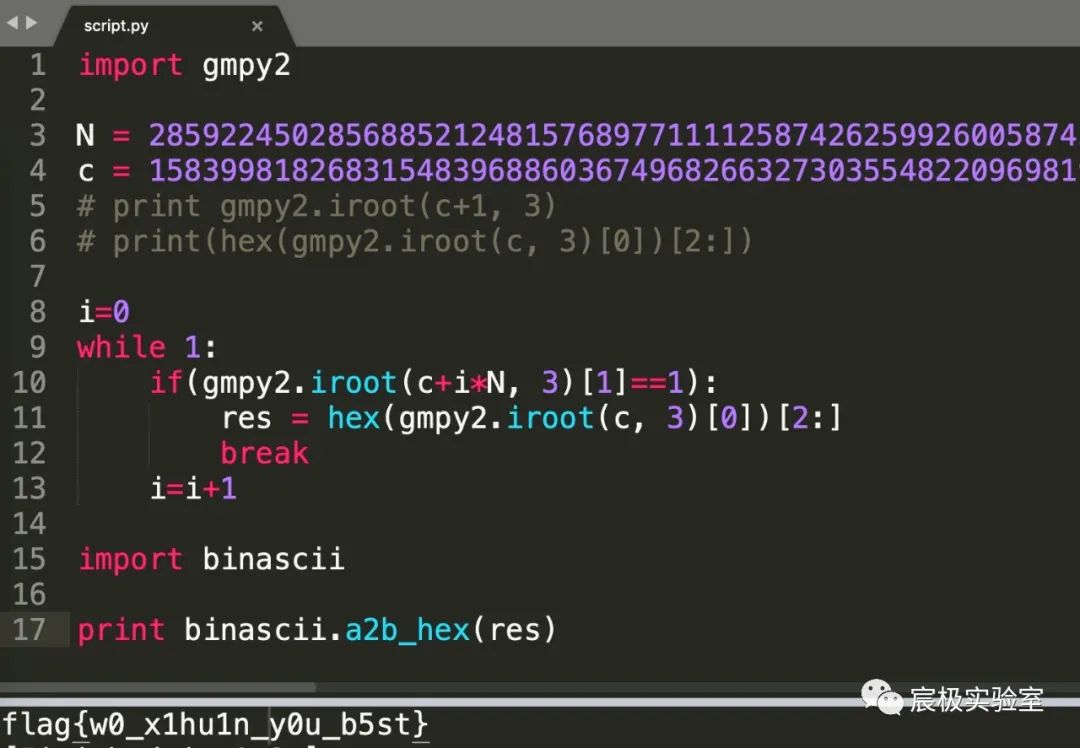 script.py ×
1 import gmpy2
2
3 N = 28592245028568852124815768977111125874262599260058745
4 c = 15839981826831548396886036749682663273035548220969819
5 # print gmpy2.iroot(c+1, 3)
6 # print(hex(gmpy2.iroot(c, 3)[0])[2:])
7
8 i=0
9 while 1:
10 if(gmpy2.iroot(c+i*N, 3)[1]==1):
11 res = hex(gmpy2.iroot(c, 3)[0])[2:]
12 break
13 i=i+1
14
15 import binascii
16
17 print binascii.a2b_hex(res)
宸极实验室
flag{w0_x1hu1n_y0u_b5st}